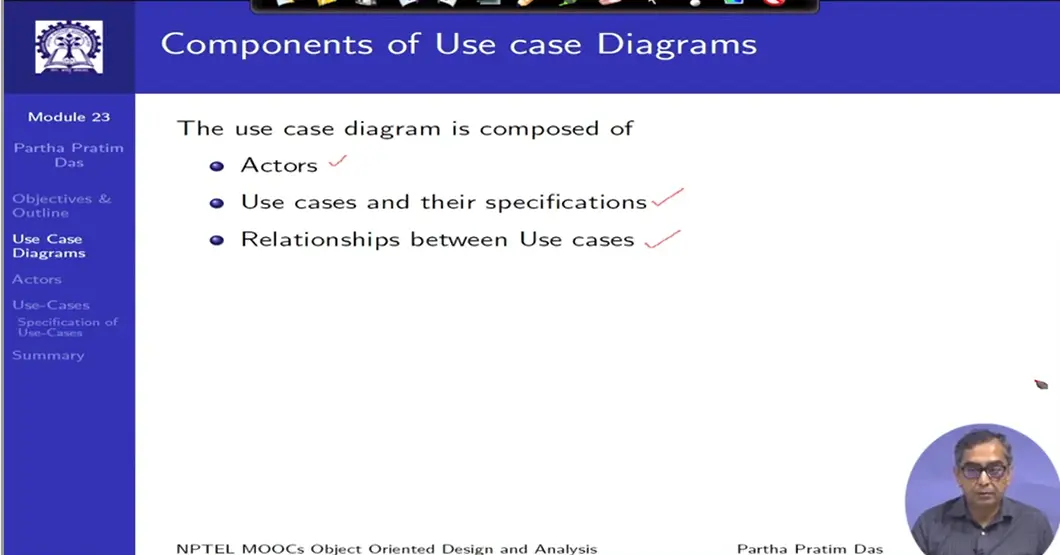 Components of Use case Diagrams
Module 23
Partha Pratim
Das
Objectives &
Outline
Use Case
Diagrams
Actors
Use-Cases
Specification of
Use-Cases
Summary
The use case diagram is composed of
Actors
Use cases and their specifications
Relationships between Use cases
NPTEL MOOCs Object Oriented Design and Analysis
Partha Pratim Das